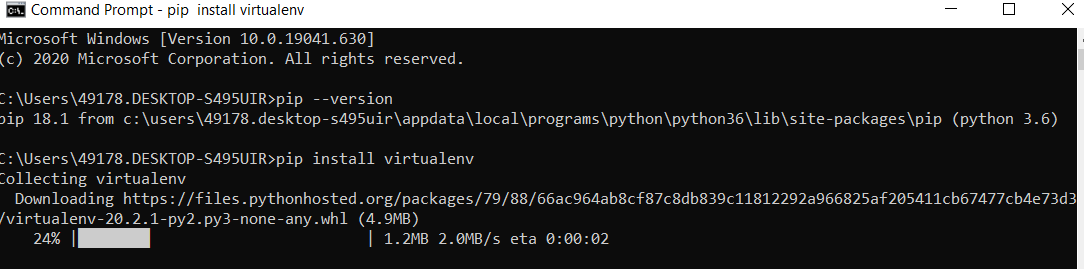 Command Prompt - pip  install virtualenv
Microsoft Windows [Version 10.0.19041.630]
(c) 2020 Microsoft Corporation. All rights reserved.
C:\Users\49178.DESKTOP-S495UIR>pip --version
pip 18.1 from c:\users\49178.desktop-s495uir\appdata\local\programs\python\python36\lib\site-packages\pip (python 3.6)
C:\Users\49178.DESKTOP-S495UIR>pip install virtualenv
Collecting virtualenv
  Downloading https://files.pythonhosted.org/packages/79/88/66ac964ab8cf87c8db839c11812292a966825af205411cb67477cb4e73d3
/virtualenv-20.2.1-py2.py3-none-any.whl (4.9MB)
    24% |███████▉                        | 1.2MB 2.0MB/s eta 0:00:02